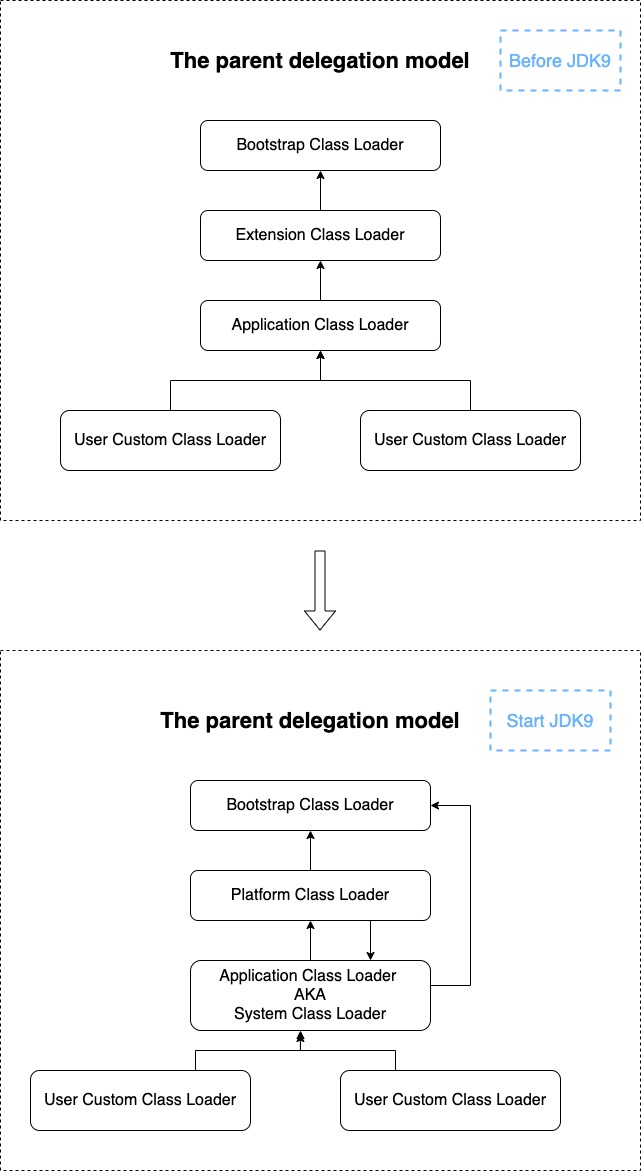 The parent delegation model
Before JDK9
Bootstrap Class Loader
Extension Class Loader
Application Class Loader
User Custom Class Loader
User Custom Class Loader
The parent delegation model
Start JDK9
Bootstrap Class Loader
Platform Class Loader
Application Class Loader
AKA
System Class Loader
User Custom Class Loader
User Custom Class Loader